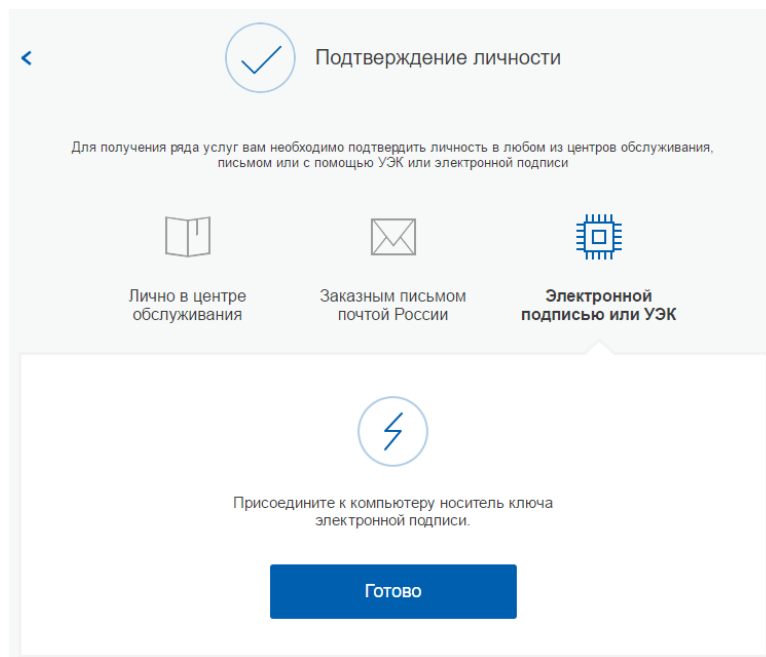 Подтверждение личности
Для получения ряда услуг вам необходимо подтвердить личность в любом из центров обслуживания,
письмом или с помощью УЭК или электронной подписи
Лично в центре
обслуживания
Заказным письмом
почтой России
Электронной
подписью или УЭК
Присоедините к компьютеру носитель ключа
электронной подписи.
Готово